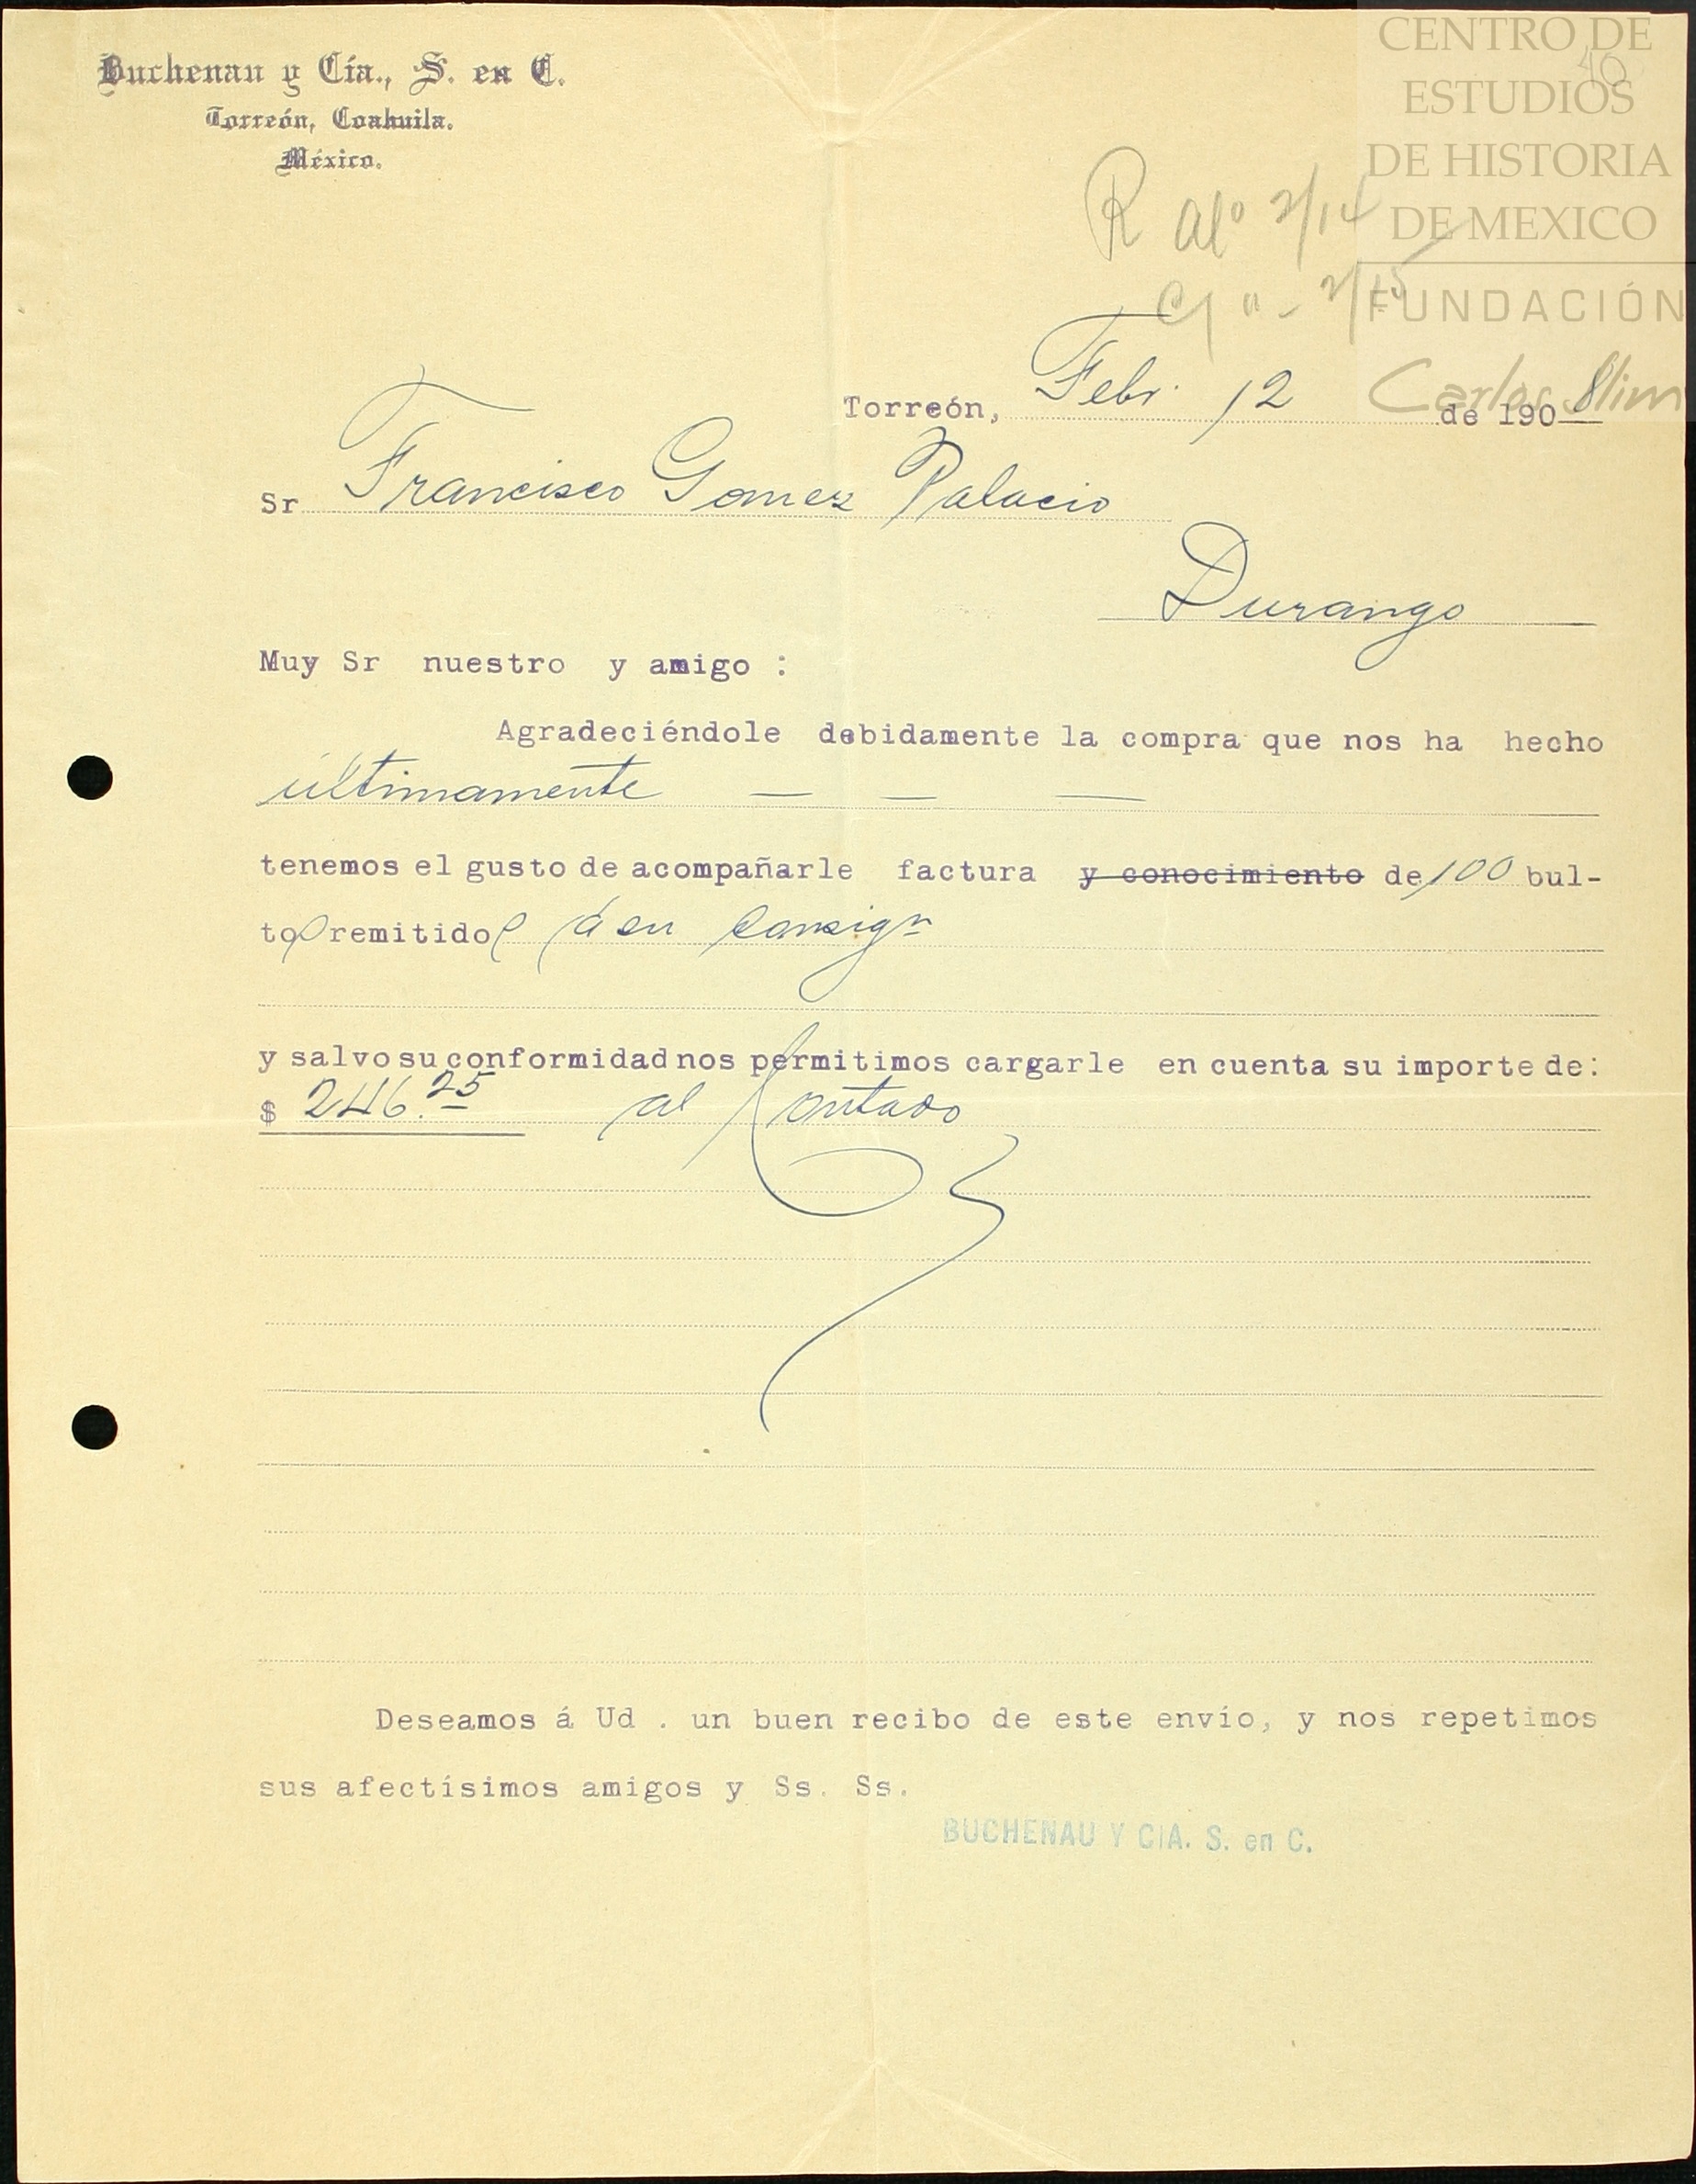 Buchenau y Cía., S. en C.
Torreón, Coahuila.
México.
CENTRO DE
ESTUDIOS
DE HISTORIA
DE MEXICO
FUNDACIÓN
Carlos Slim
40
R al° 2/14
2/15
Torreón, Febr. 12 de 1908
Sr Francisco Gomez Palacio
Durango
Muy Sr nuestro y amigo :
Agradeciéndole debidamente la compra que nos ha hecho
últimamente — — —
tenemos el gusto de acompañarle factura y conocimiento de 100 bul-
tos remitidos á su consign
y salvo su conformidad nos permitimos cargarle en cuenta su importe de:
$ 246.25 al Contado
Deseamos á Ud . un buen recibo de este envío, y nos repetimos
sus afectísimos amigos y Ss. Ss.
BUCHENAU Y CIA. S. en C.